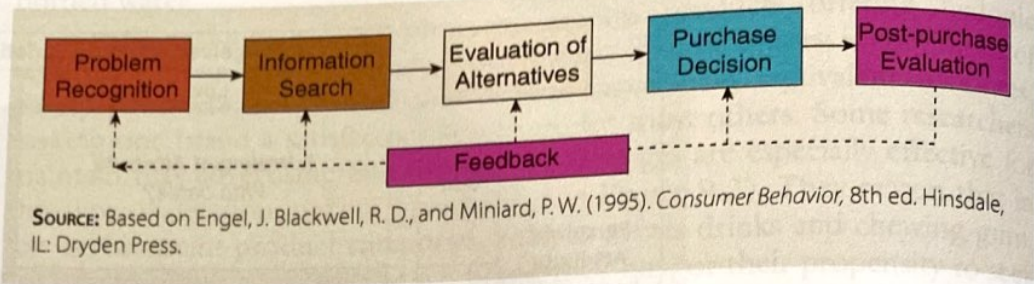 Problem
Recognition
Information
Search
Evaluation of
Alternatives
Purchase
Decision
Post-purchase
Evaluation
Feedback
SOURCE: Based on Engel, J. Blackwell, R. D., and Miniard, P. W. (1995). Consumer Behavior, 8th ed. Hinsdale,
IL: Dryden Press.